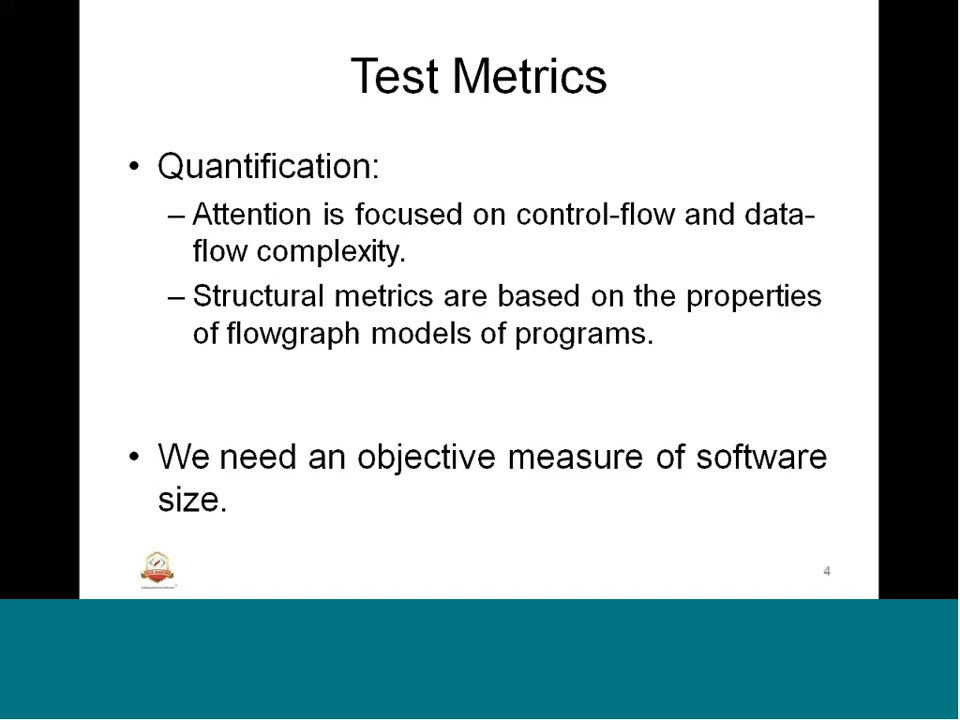 Test Metrics
• Quantification:
– Attention is focused on control-flow and data-
flow complexity.
– Structural metrics are based on the properties
of flowgraph models of programs.
• We need an objective measure of software
size.
4